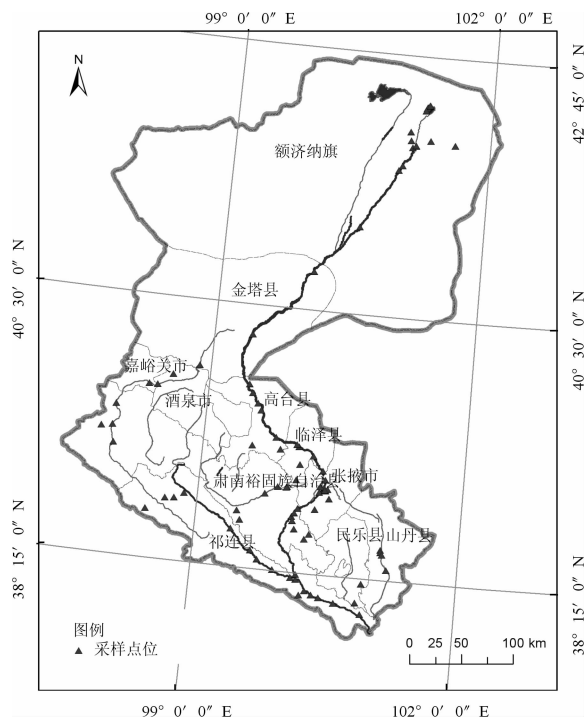 99° 0′ 0″ E
102° 0′ 0″ E
N
42° 45′ 0″ N
额济纳旗
40° 30′ 0″ N
金塔县
40° 30′ 0″ N
嘉峪关市
酒泉市
高台县
临泽县
肃南裕固族自治
张掖市
民乐县
山丹县
祁连县
38° 15′ 0″ N
38° 15′ 0″ N
图例
采样点位
0 25 50 100 km
99° 0′ 0″ E
102° 0′ 0″ E